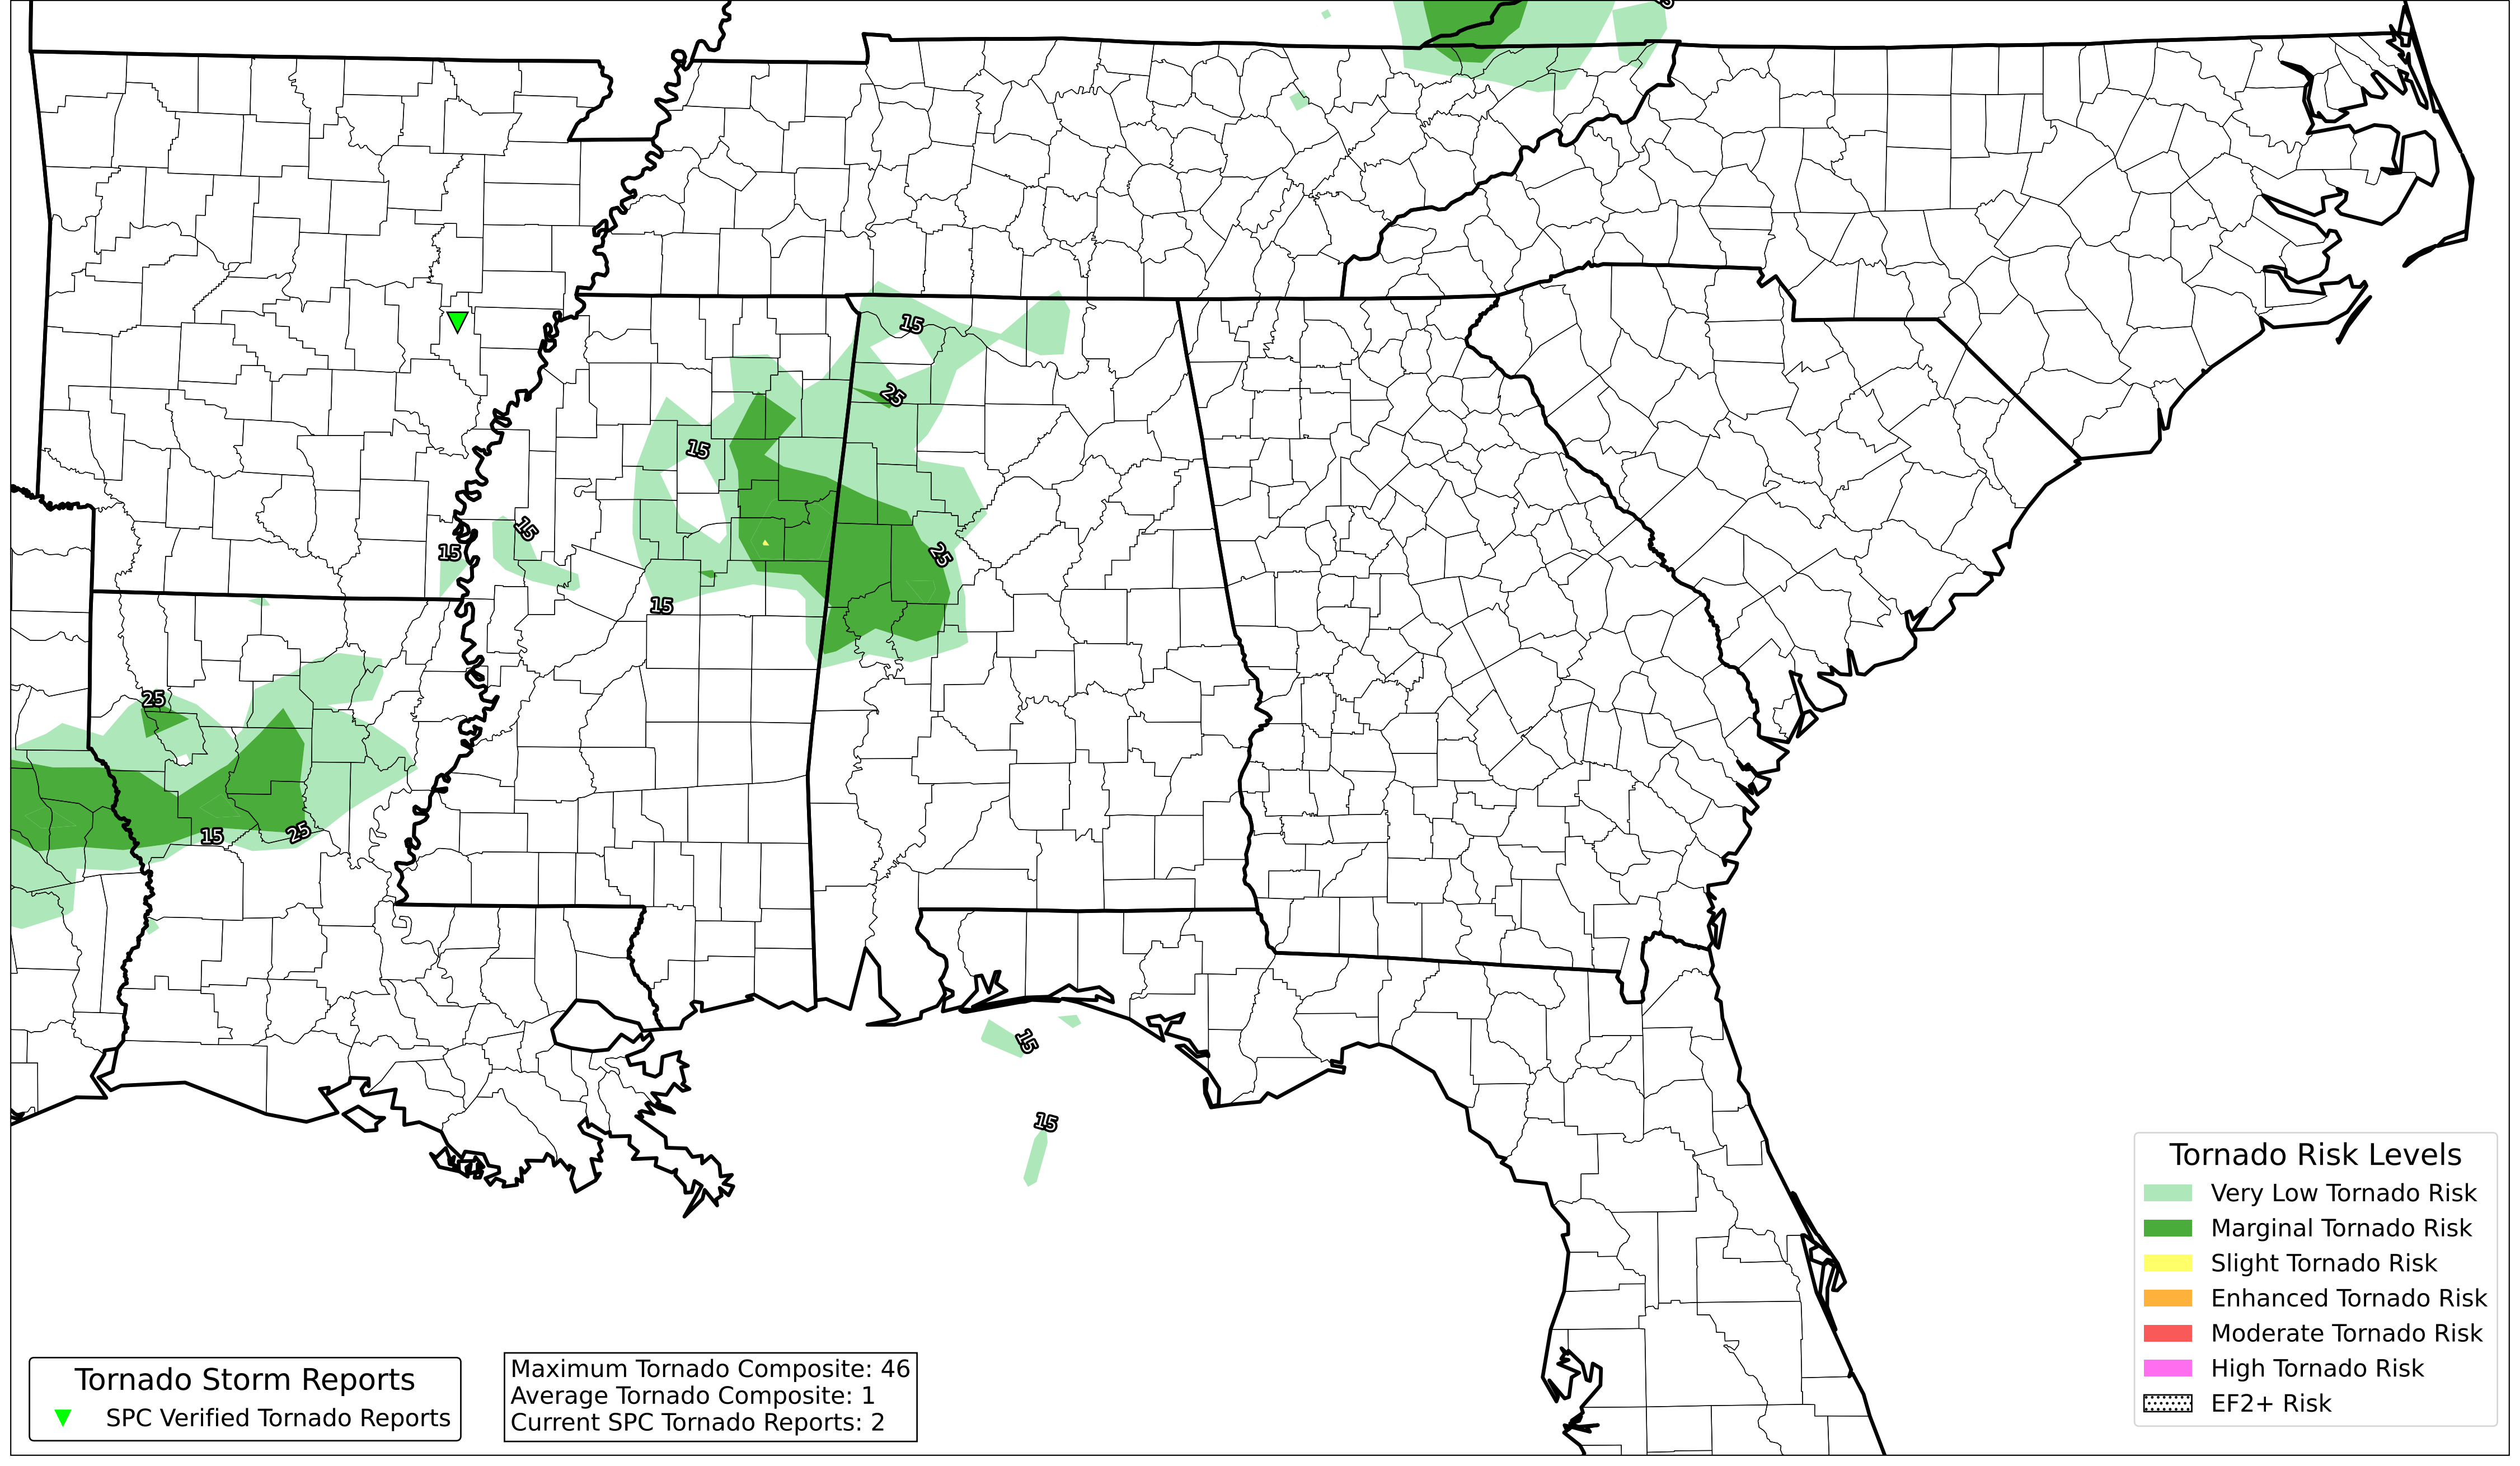 15
25
15
15
15
25
15
25
15
25
15
15
Tornado Risk Levels
Very Low Tornado Risk
Marginal Tornado Risk
Slight Tornado Risk
Enhanced Tornado Risk
Moderate Tornado Risk
High Tornado Risk
EF2+ Risk
Tornado Storm Reports
SPC Verified Tornado Reports
Maximum Tornado Composite: 46
Average Tornado Composite: 1
Current SPC Tornado Reports: 2